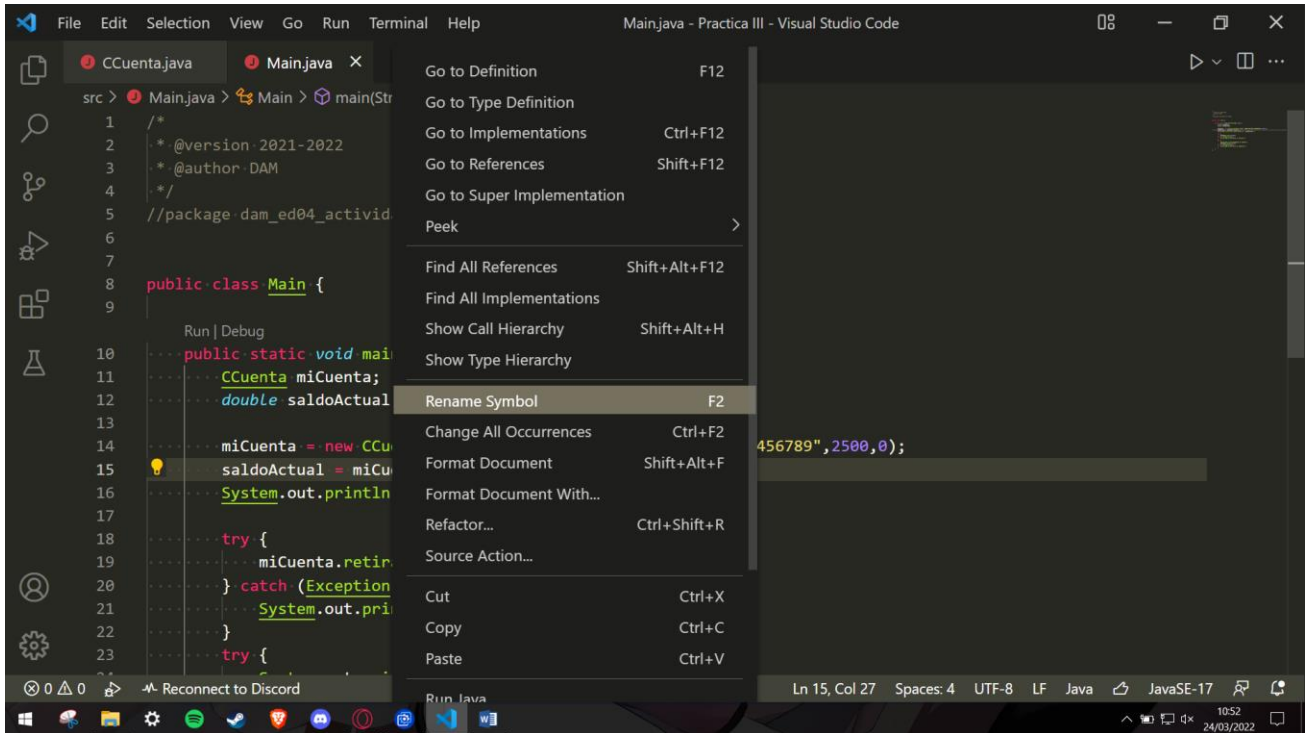 File Edit Selection View Go Run Terminal Help Main.java - Practica III - Visual Studio Code
CCuenta.java Main.java
src > Main.java > Main > main(Str
1 /*
2 * @version 2021-2022
3 * @author DAM
4 */
5 //package dam_ed04_activid
6
7
8 public class Main {
9
Run | Debug
10 public static void mai
11 CCuenta miCuenta;
12 double saldoActual
13
14 miCuenta = new CCu 456789",2500,0);
15 saldoActual = miCu
16 System.out.println
17
18 try {
19 miCuenta.retir
20 } catch (Exception
21 System.out.pri
22 }
23 try {
Go to Definition F12
Go to Type Definition
Go to Implementations Ctrl+F12
Go to References Shift+F12
Go to Super Implementation
Peek >
Find All References Shift+Alt+F12
Find All Implementations
Show Call Hierarchy Shift+Alt+H
Show Type Hierarchy
Rename Symbol F2
Change All Occurrences Ctrl+F2
Format Document Shift+Alt+F
Format Document With...
Refactor... Ctrl+Shift+R
Source Action...
Cut Ctrl+X
Copy Ctrl+C
Paste Ctrl+V
Run Java
0 0 Reconnect to Discord Ln 15, Col 27 Spaces: 4 UTF-8 LF Java JavaSE-17
10:52
24/03/2022